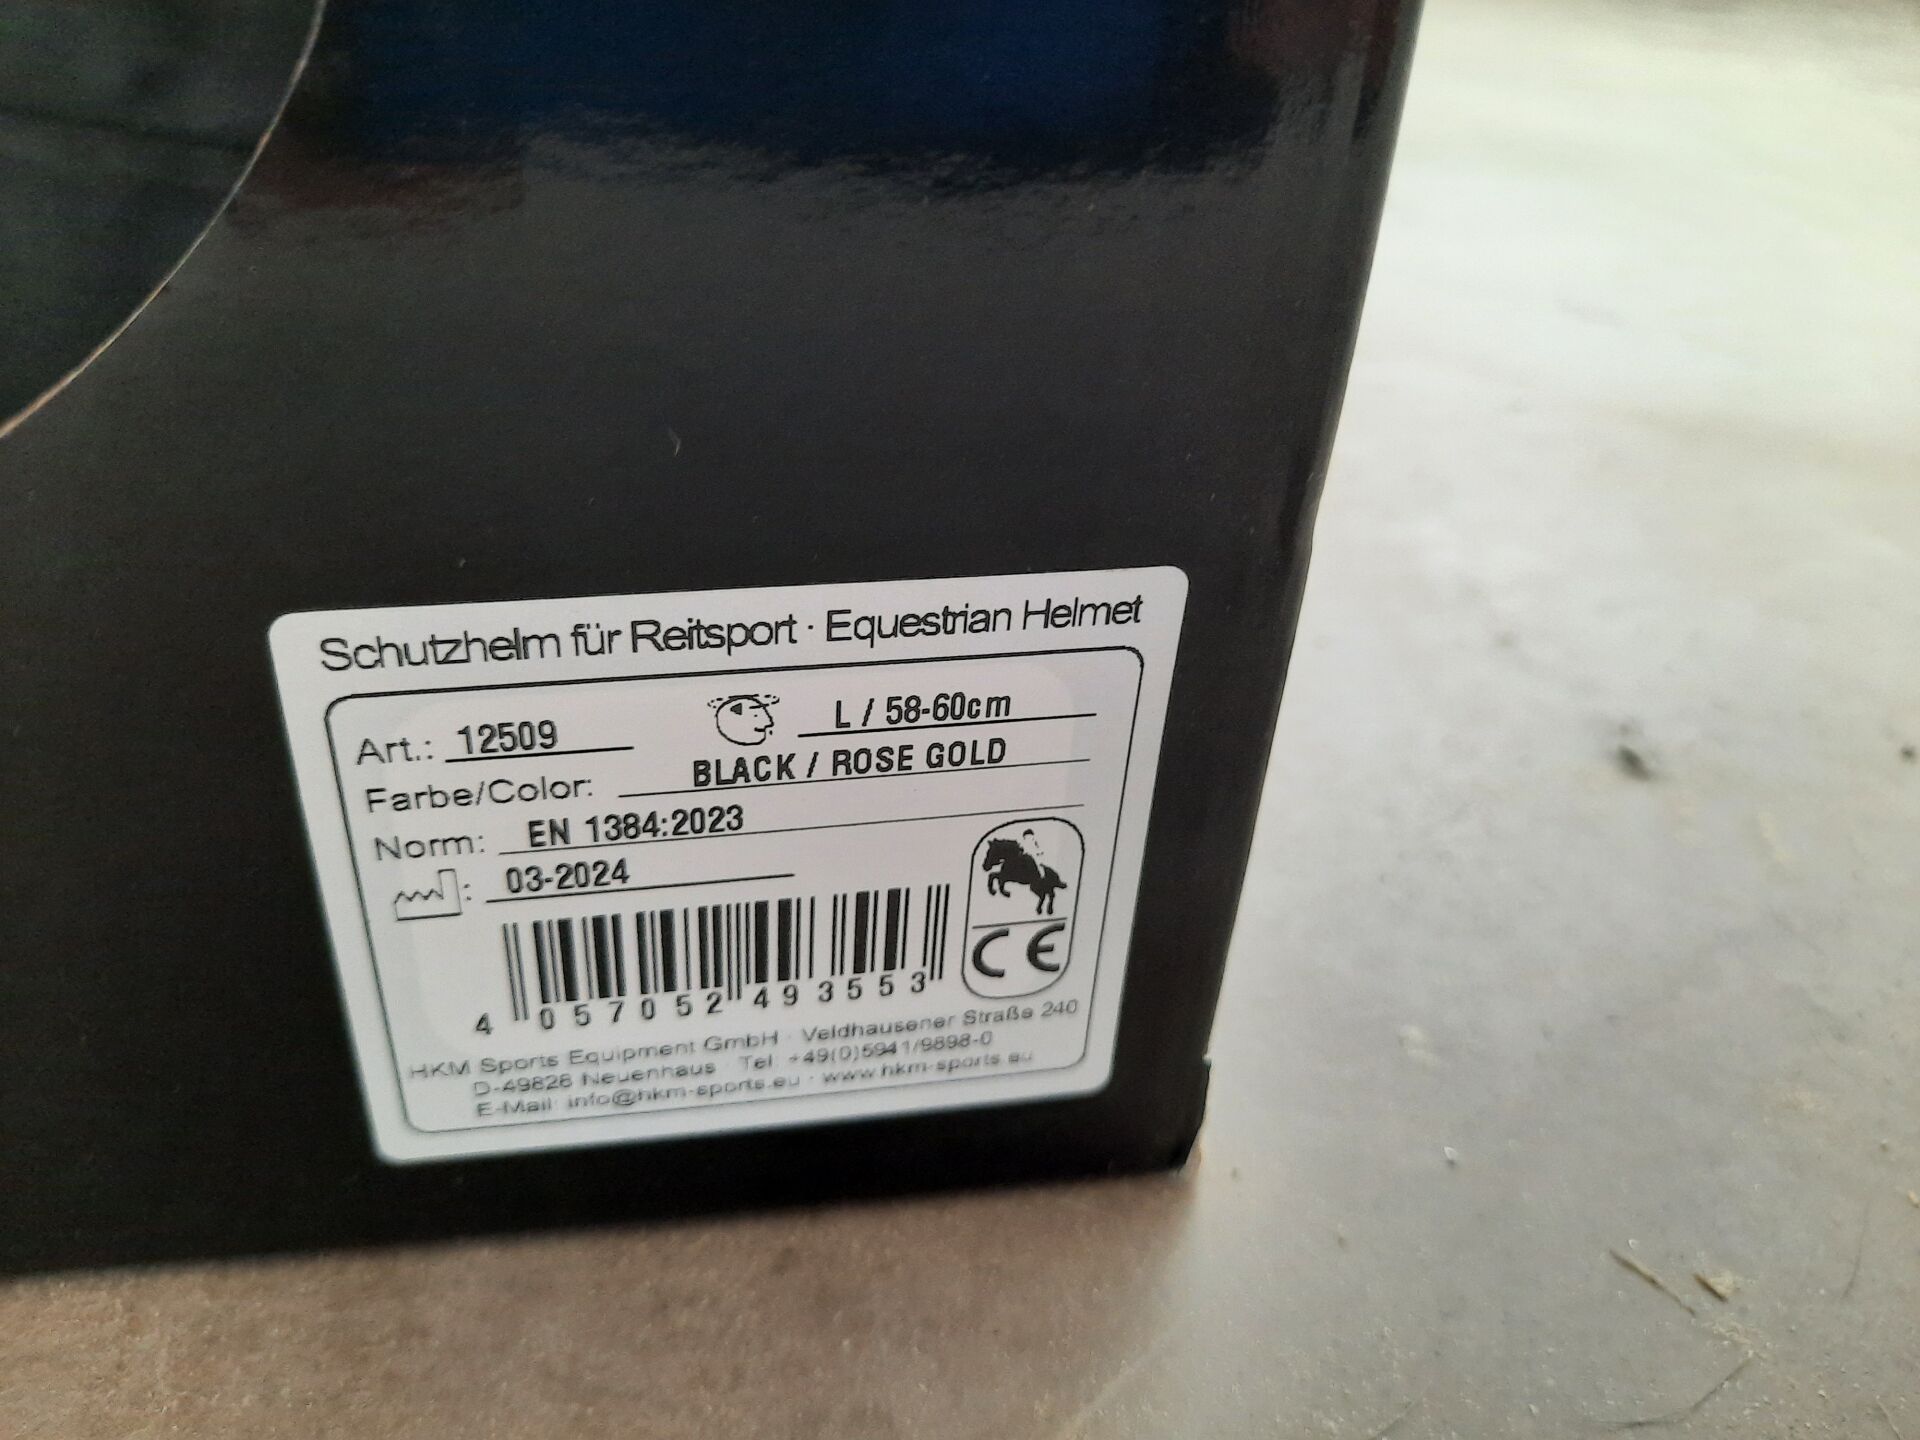 Schutzhelm für Reitsport · Equestrian Helmet
Art.: 12509 L / 58-60cm
Farbe/Color: BLACK / ROSE GOLD
Norm: EN 1384:2023
: 03-2024
CE
4 057052 493553
HKM Sports Equipment GmbH · Veldhausener Straße 240
D-49828 Neuenhaus · Tel. +49(0)5941/9898-0
E-Mail: info@hkm-sports.eu · www.hkm-sports.eu